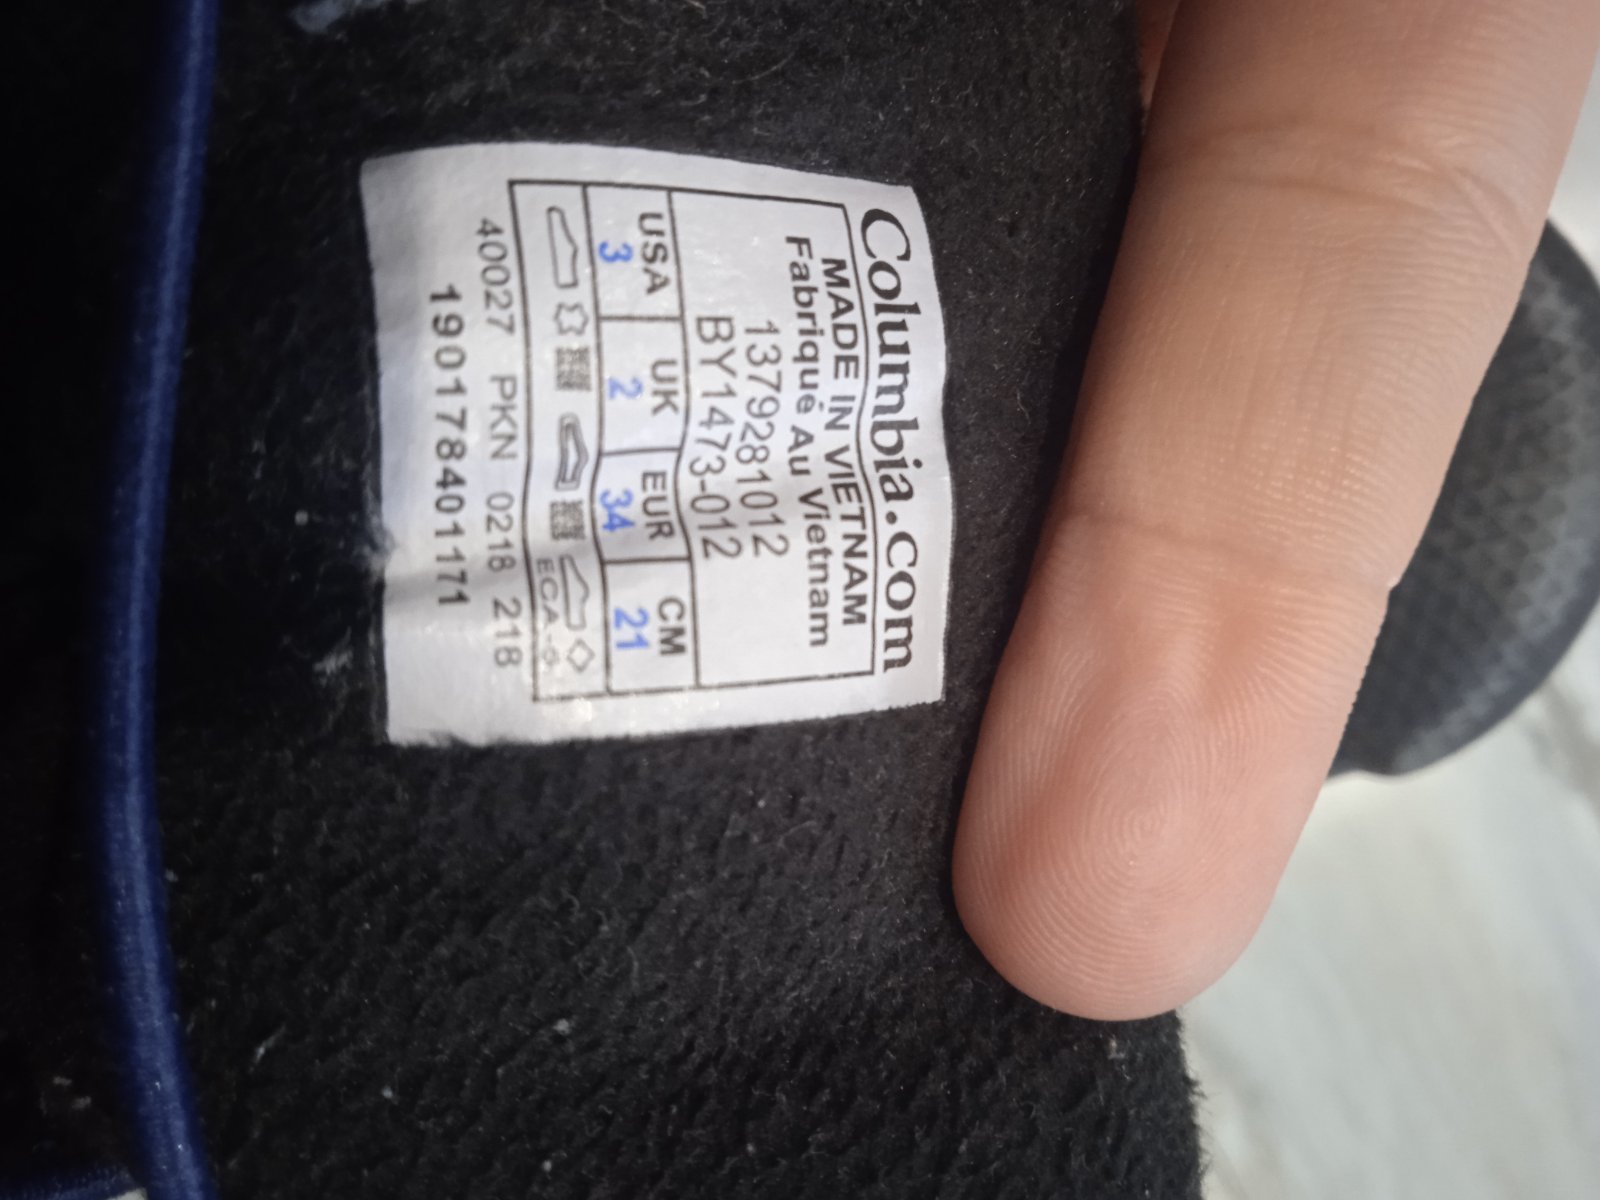 Columbia.com
MADE IN VIETNAM
Fabriqué Au Vietnam
1379281012
BY1473-012
USA UK EUR CM
3 2 34 21
40027 PKN 0218 218
190178401171